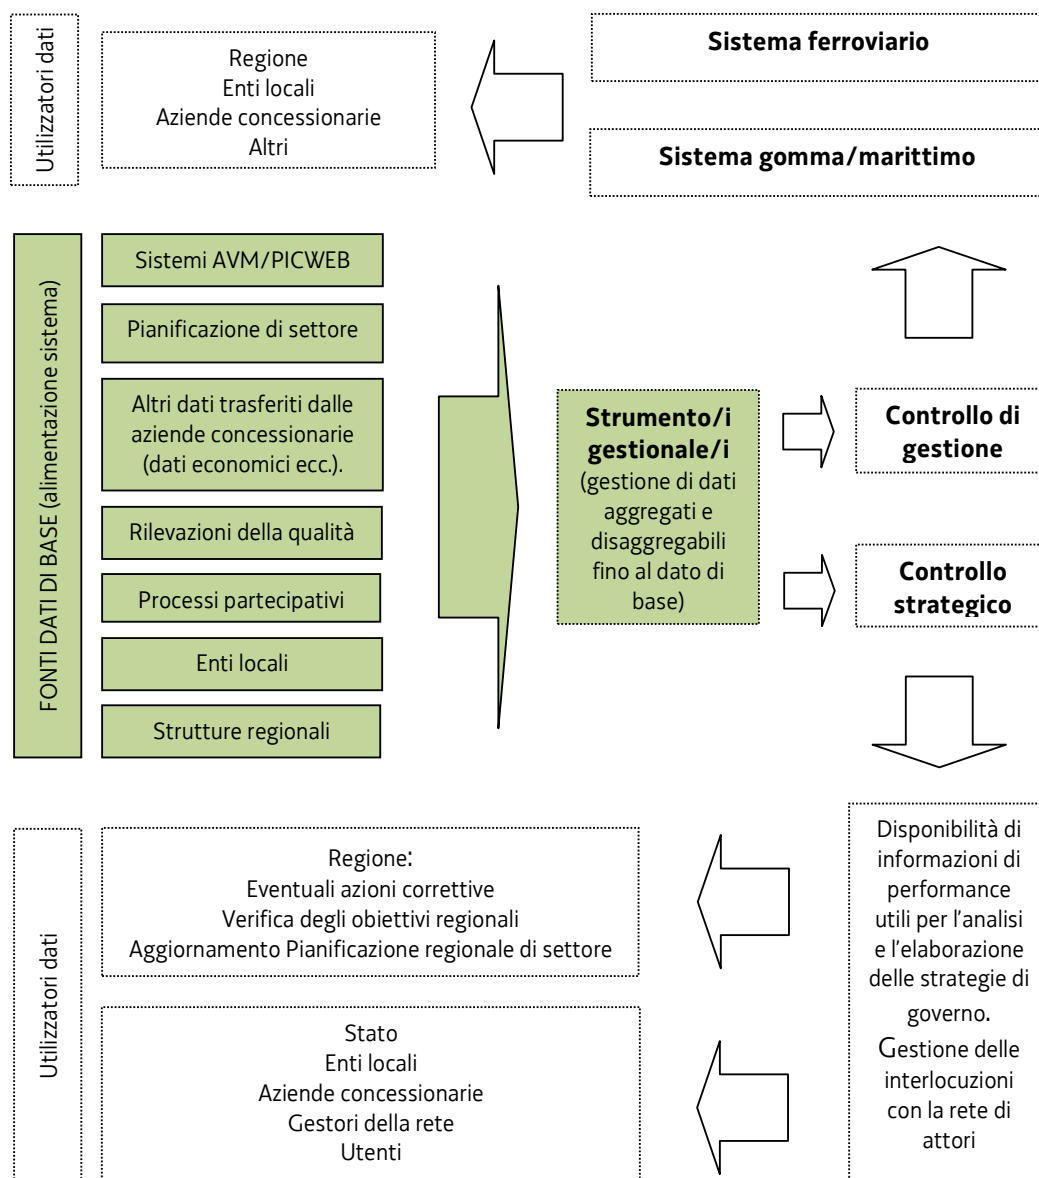 Utilizzatori dati
Regione
Enti locali
Aziende concessionarie
Altri
Sistema ferroviario
Sistema gomma/marittimo
FONTI DATI DI BASE (alimentazione sistema)
Sistemi AVM/PICWEB
Pianificazione di settore
Altri dati trasferiti dalle
aziende concessionarie
(dati economici ecc.).
Rilevazioni della qualità
Processi partecipativi
Enti locali
Strutture regionali
Strumento/i
gestionale/i
(gestione di dati
aggregati e
disaggregabili
fino al dato di
base)
Controllo di
gestione
Controllo
strategico
Utilizzatori dati
Regione:
Eventuali azioni correttive
Verifica degli obiettivi regionali
Aggiornamento Pianificazione regionale di settore
Stato
Enti locali
Aziende concessionarie
Gestori della rete
Utenti
Disponibilità di
informazioni di
performance
utili per l'analisi
e l'elaborazione
delle strategie di
governo.
Gestione delle
interlocuzioni
con la rete di
attori